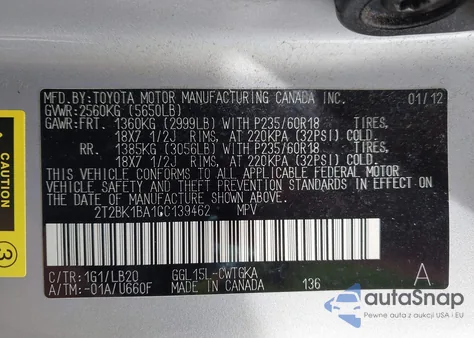 MFD.BY: TOYOTA MOTOR MANUFACTURING CANADA INC. 01/12
GVWR:2560KG (5650LB)
GAWR:FRT. 1360KG (2999LB) WITH P235/60R18 TIRES,
18X7 1/2J RIMS, AT 220KPA (32PSI) COLD.
RR. 1385KG (3056LB) WITH P235/60R18 TIRES,
18X7 1/2J RIMS, AT 220KPA (32PSI) COLD.
THIS VEHICLE CONFORMS TO ALL APPLICABLE FEDERAL MOTOR
VEHICLE SAFETY AND THEFT PREVENTION STANDARDS IN EFFECT ON
THE DATE OF MANUFACTURE SHOWN ABOVE.
2T2BK1BA1CC139462 MPV
C/TR:1G1/LB20 GGL15L-CWTGKA A
A/TM:-01A/U660F MADE IN CANADA 136
COMPA
3
autoSnap
Pewne auta z USA i EU